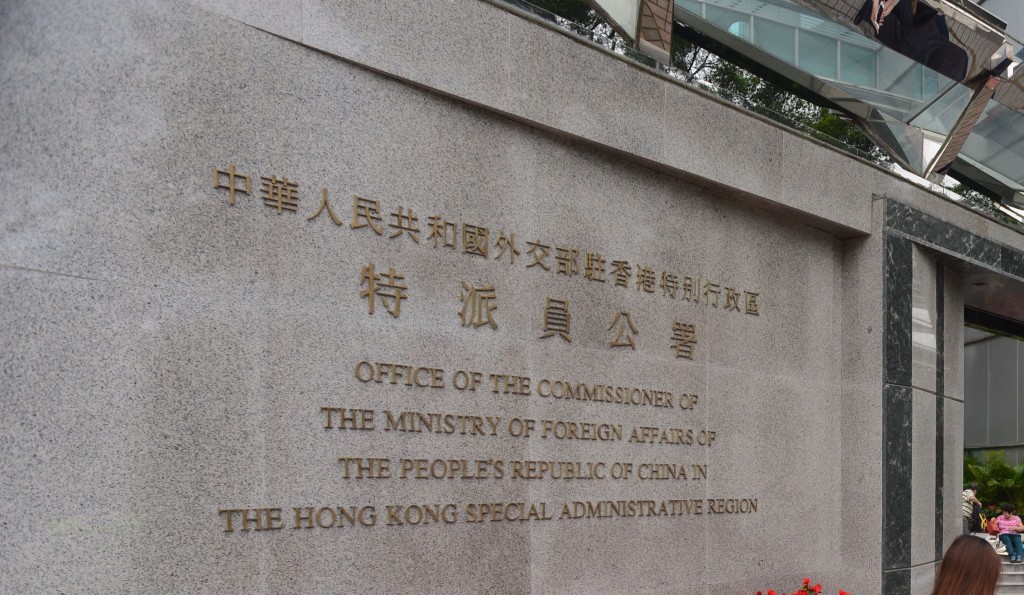 中華人民共和國外交部駐香港特別行政區
特派員公署
OFFICE OF THE COMMISSIONER OF
THE MINISTRY OF FOREIGN AFFAIRS OF
THE PEOPLE'S REPUBLIC OF CHINA IN
THE HONG KONG SPECIAL ADMINISTRATIVE REGION